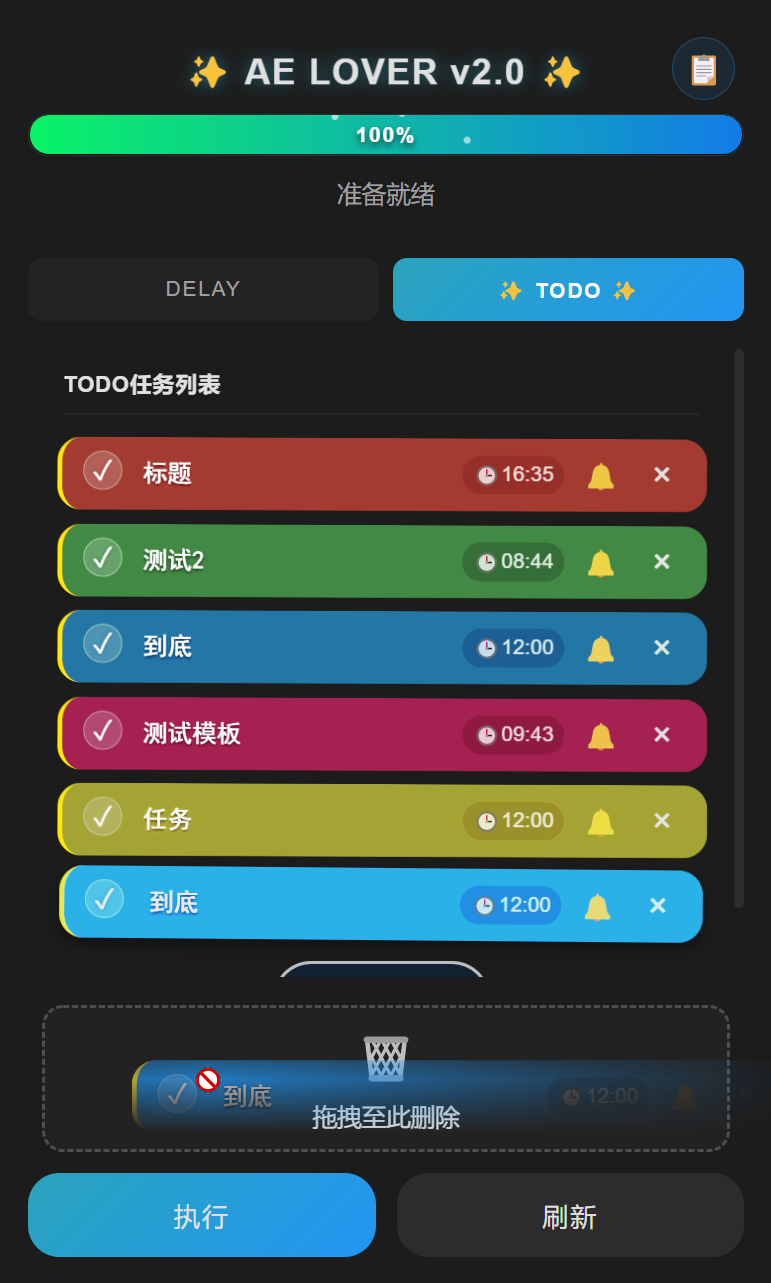 ✨ AE LOVER v2.0 ✨
100%
准备就绪
DELAY
✨ TODO ✨
TODO任务列表
✓ 标题 16:35 ×
✓ 测试2 08:44 ×
✓ 到底 12:00 ×
✓ 测试模板 09:43 ×
✓ 任务 12:00 ×
✓ 到底 12:00 ×
✓ 到底 12:00 ×
拖拽至此删除
执行
刷新